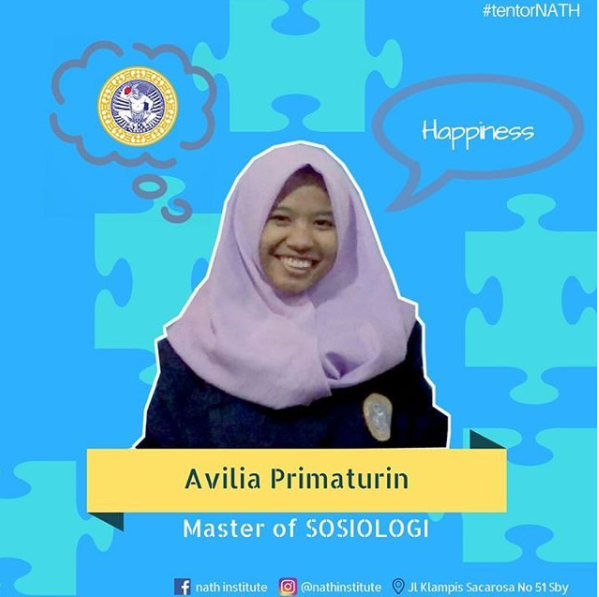 #tentorNATH
Happiness
Avilia Primaturin
Master of SOSIOLOGI
nath institute @nathinstitute Jl Klampis Sacarosa No 51 Sby